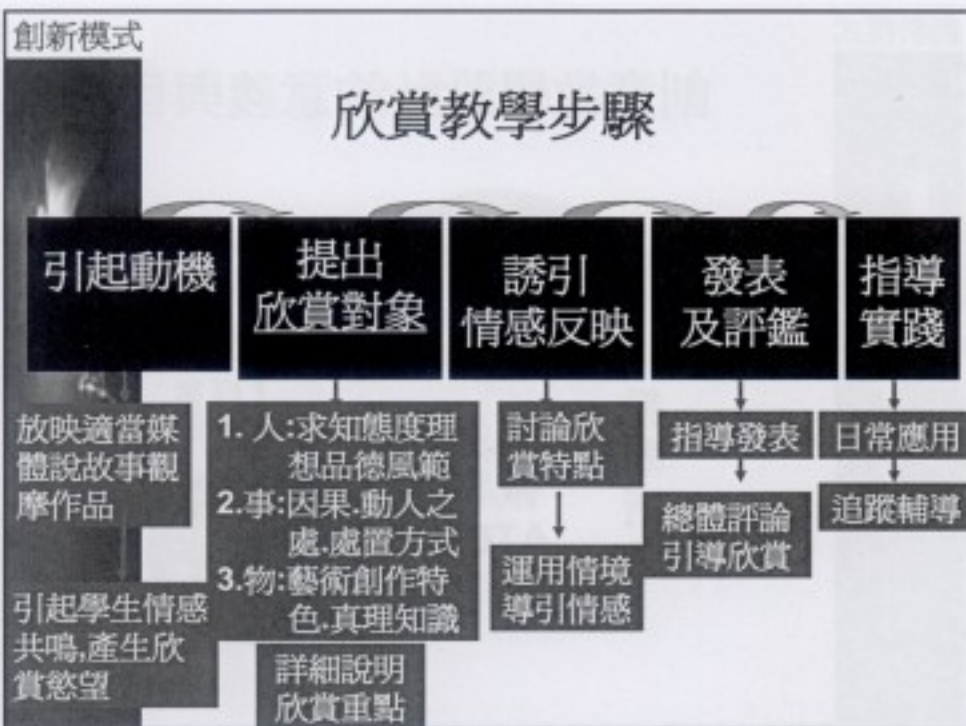 創新模式
欣賞教學步驟
引起動機
放映適當媒
體說故事觀
摩作品
引起學生情感
共鳴,產生欣
賞慾望
提出
欣賞對象
1. 人:求知態度理
想品德風範
2.事:因果.動人之
處.處置方式
3.物:藝術創作特
色.真理知識
詳細說明
欣賞重點
誘引
情感反映
討論欣
賞特點
運用情境
導引情感
發表
及評鑑
指導發表
總體評論
引導欣賞
指導
實踐
日常應用
追蹤輔導